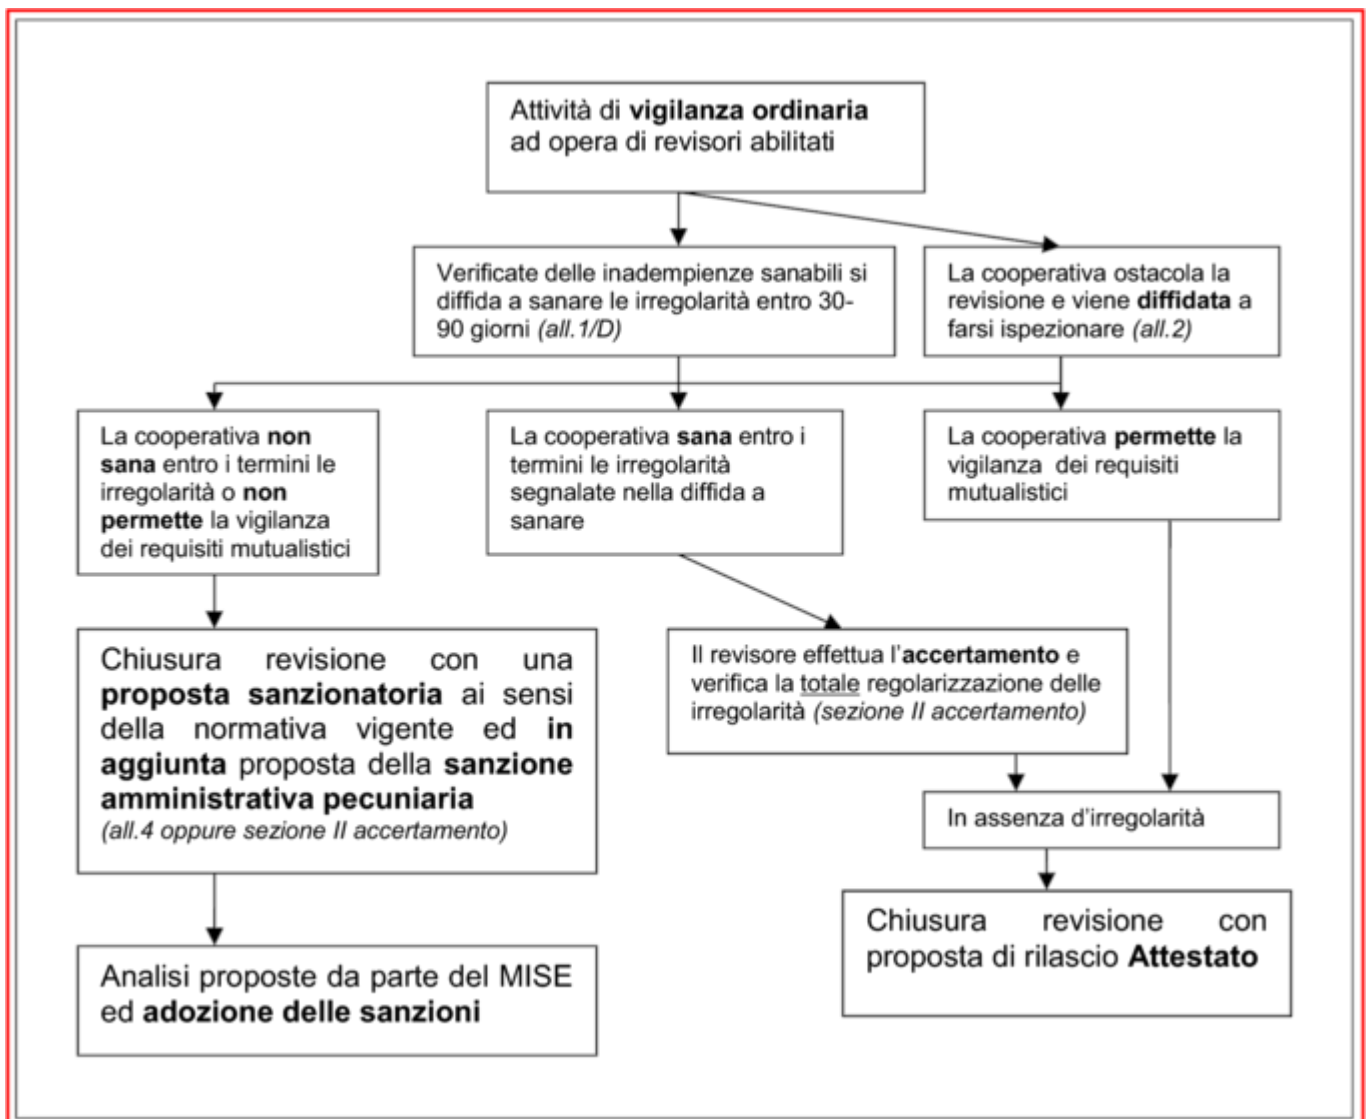 Attività di vigilanza ordinaria
ad opera di revisori abilitati
Verificate delle inadempienze sanabili si
diffida a sanare le irregolarità entro 30-
90 giorni (all.1/D)
La cooperativa ostacola la
revisione e viene diffidata a
farsi ispezionare (all.2)
La cooperativa non
sana entro i termini le
irregolarità o non
permette la vigilanza
dei requisiti mutualistici
La cooperativa sana entro i
termini le irregolarità
segnalate nella diffida a
sanare
La cooperativa permette la
vigilanza dei requisiti
mutualistici
Chiusura revisione con una
proposta sanzionatoria ai sensi
della normativa vigente ed in
aggiunta proposta della sanzione
amministrativa pecuniaria
(all.4 oppure sezione II accertamento)
Il revisore effettua l'accertamento e
verifica la totale regolarizzazione delle
irregolarità (sezione II accertamento)
In assenza d'irregolarità
Chiusura revisione con
proposta di rilascio Attestato
Analisi proposte da parte del MISE
ed adozione delle sanzioni